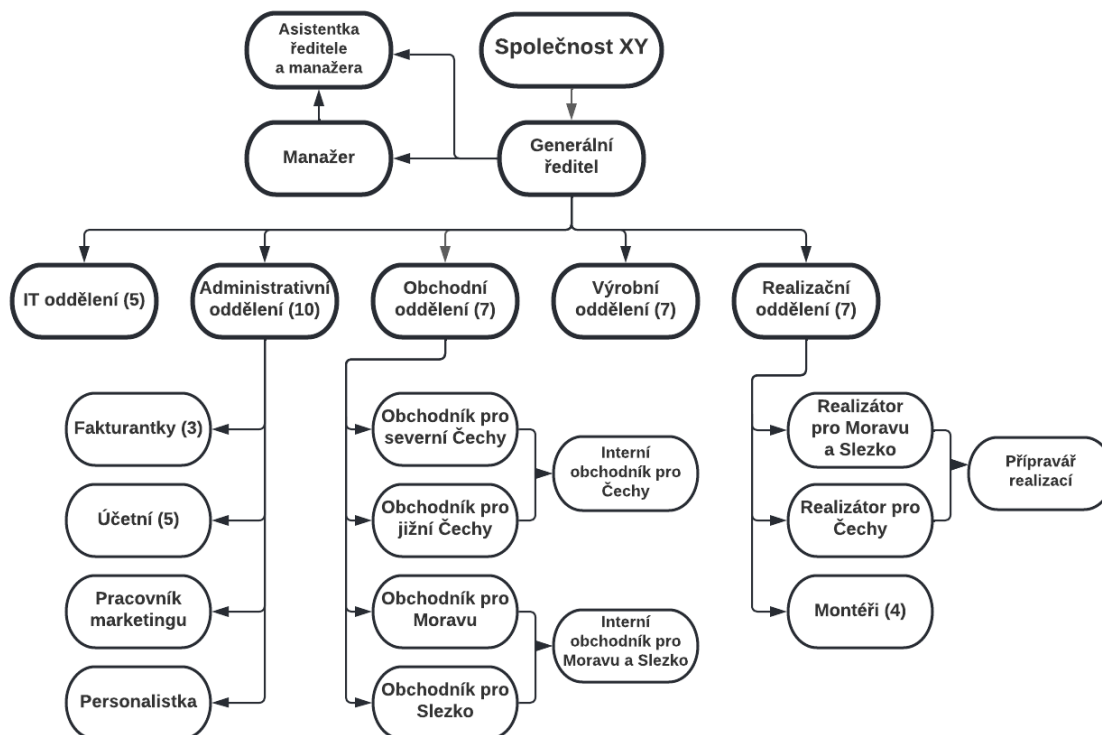 Asistentka
ředitele
a manažera
Společnost XY
Manažer
Generální
ředitel
IT oddělení (5)
Administrativní
oddělení (10)
Obchodní
oddělení (7)
Výrobní
oddělení (7)
Realizační
oddělení (7)
Fakturantky (3)
Účetní (5)
Pracovník
marketingu
Personalistka
Obchodník pro
severní Čechy
Obchodník pro
jižní Čechy
Obchodník pro
Moravu
Obchodník pro
Slezko
Interní
obchodník pro
Čechy
Interní
obchodník pro
Moravu a Slezko
Realizátor
pro Moravu
a Slezko
Realizátor pro
Čechy
Montéři (4)
Přípravář
realizací